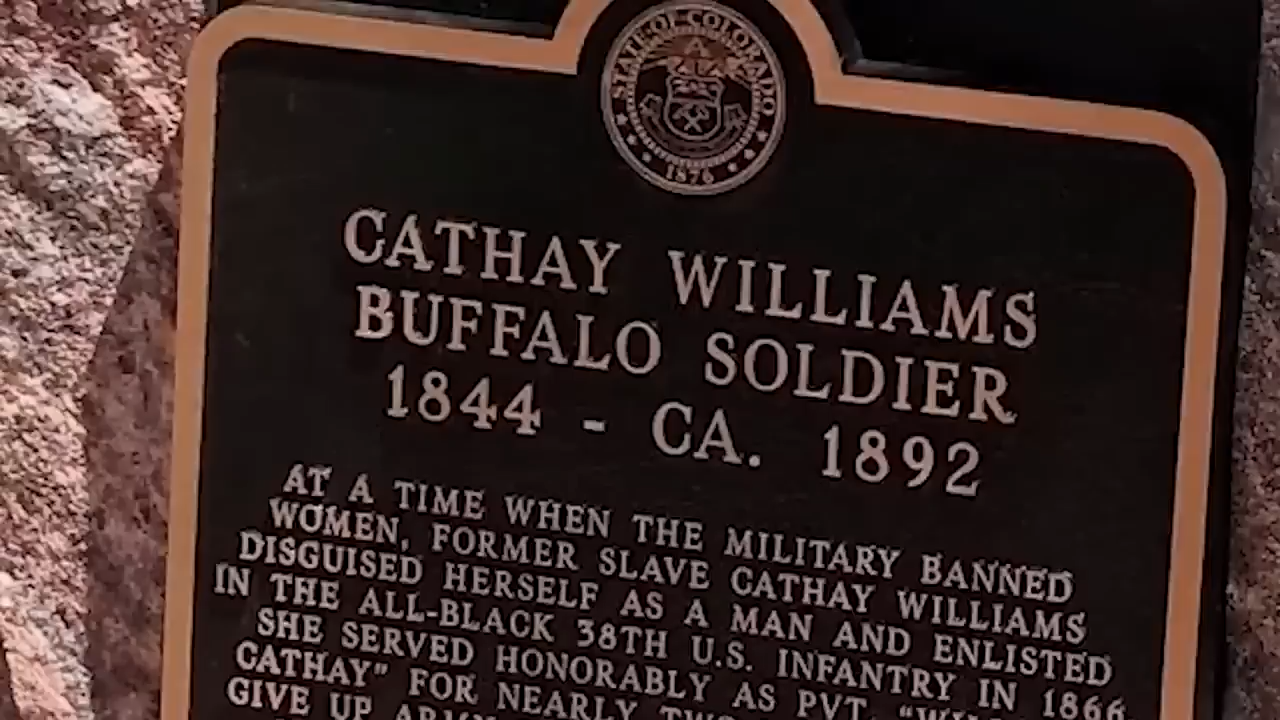 STATE OF COLORADO
1876
CATHAY WILLIAMS
BUFFALO SOLDIER
1844 - CA. 1892
AT A TIME WHEN THE MILITARY BANNED
WOMEN, FORMER SLAVE CATHAY WILLIAMS
DISGUISED HERSELF AS A MAN AND ENLISTED
IN THE ALL-BLACK 38TH U.S. INFANTRY IN 1866
SHE SERVED HONORABLY AS PVT.
CATHAY" FOR NEARLY
GIVE UP